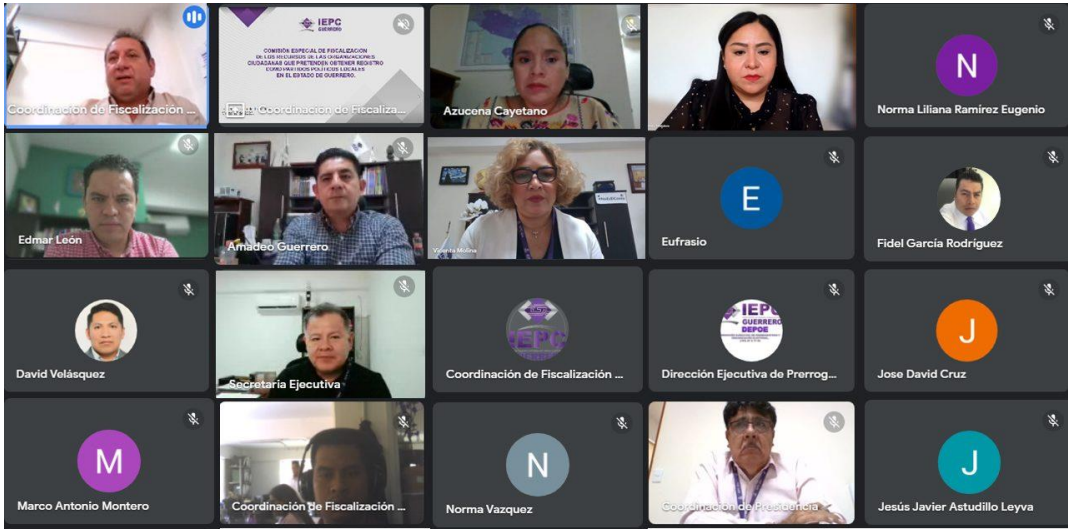 Coordinación de Fiscalización ...
IEPC
GUERRERO
COMISIÓN ESPECIAL DE FISCALIZACIÓN
DE LOS RECURSOS DE LAS ORGANIZACIONES
CIUDADANAS QUE PRETENDEN OBTENER REGISTRO
COMO PARTIDOS POLÍTICOS LOCALES
EN EL ESTADO DE GUERRERO.
Coordinación de Fiscaliza...
Azucena Cayetano
N
Norma Liliana Ramírez Eugenio
Edmar León
Amadeo Guerrero
Vicenta Molina
E
Eufrasio
Fidel García Rodríguez
David Velásquez
Secretaria Ejecutiva
IEPC
Coordinación de Fiscalización ...
IEPC
GUERRERO
DEPOE
Dirección Ejecutiva de Prerrog...
J
Jose David Cruz
M
Marco Antonio Montero
Coordinación de Fiscalización ...
N
Norma Vazquez
Coordinación de Presidencia
J
Jesús Javier Astudillo Leyva